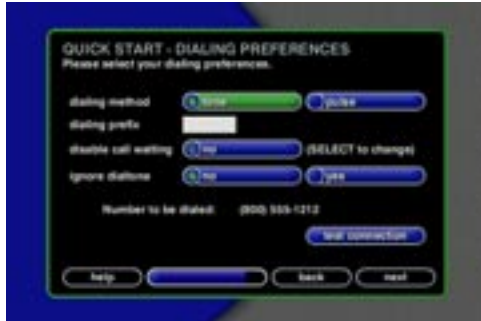 QUICK START - DIALING PREFERENCES
Please select your dialing preferences.
dialing method tone pulse
dialing prefix
disable call waiting no (SELECT to change)
ignore dialtone no yes
Number to be dialed: (800) 555-1212
test connection
help back next